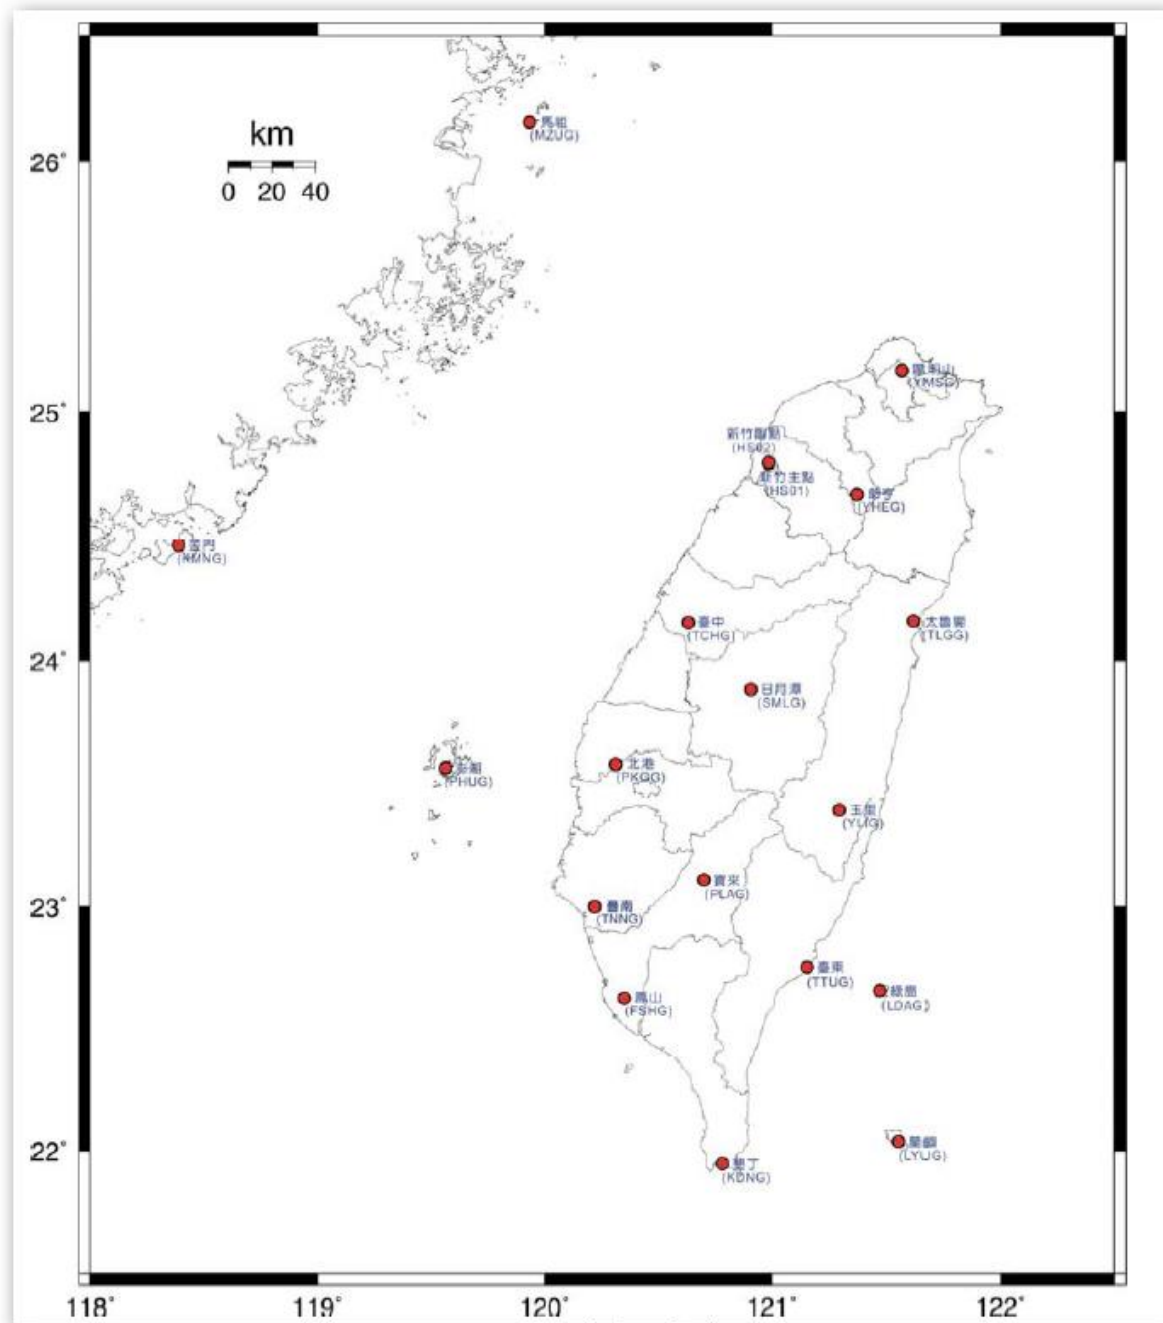 km
0 20 40
26°
25°
24°
23°
22°
118°
119°
120°
121°
122°
馬祖
(MZUG)
陽明山
(YMSG)
新竹副點
(HS02)
新竹主點
(HS01)
(YHEG)
金門
(KMNG)
臺中
(TCHG)
太魯閣
(TLGG)
日月潭
(SMLG)
澎湖
(PHUG)
北港
(PKGG)
玉里
(YLIG)
寶來
(PLAG)
臺南
(TNNG)
臺東
(TTUG)
綠島
(LDAG)
鳳山
(FSHG)
蘭嶼
(LYUG)
墾丁
(KDNG)